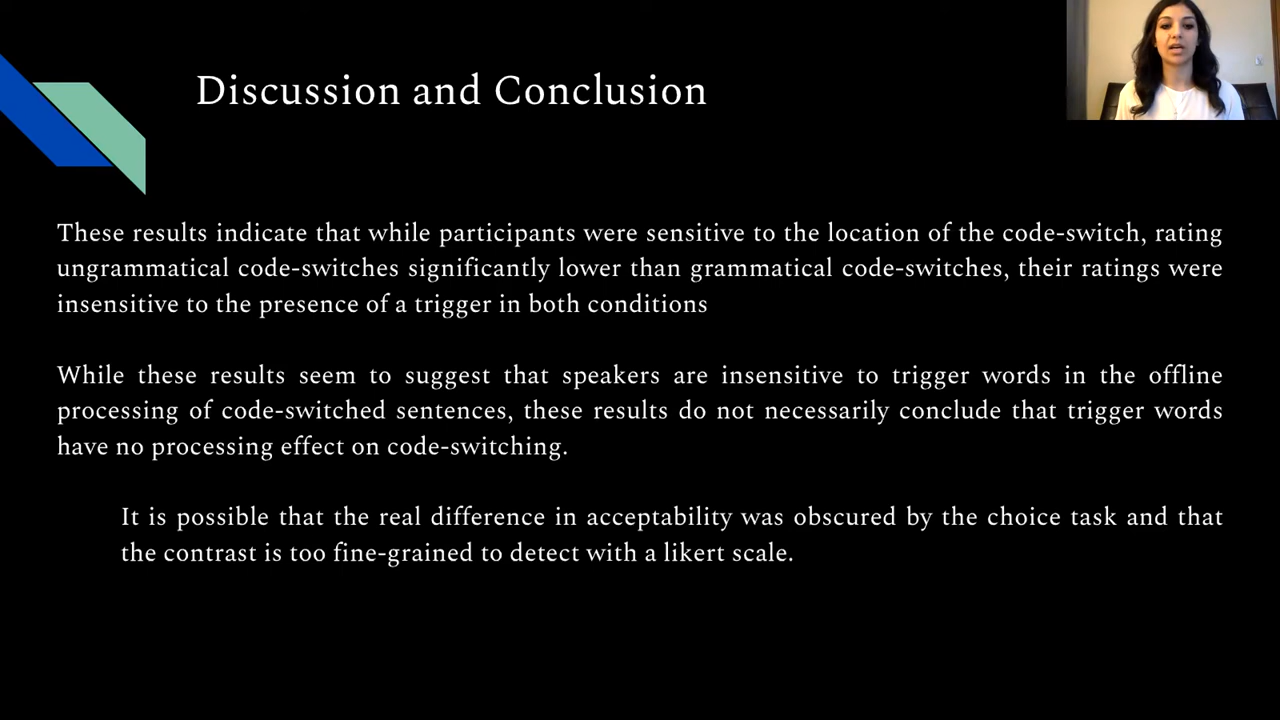 Discussion and Conclusion
These results indicate that while participants were sensitive to the location of the code-switch, rating
ungrammatical code-switches significantly lower than grammatical code-switches, their ratings were
insensitive to the presence of a trigger in both conditions
While these results seem to suggest that speakers are insensitive to trigger words in the offline
processing of code-switched sentences, these results do not necessarily conclude that trigger words
have no processing effect on code-switching.
It is possible that the real difference in acceptability was obscured by the choice task and that
the contrast is too fine-grained to detect with a likert scale.